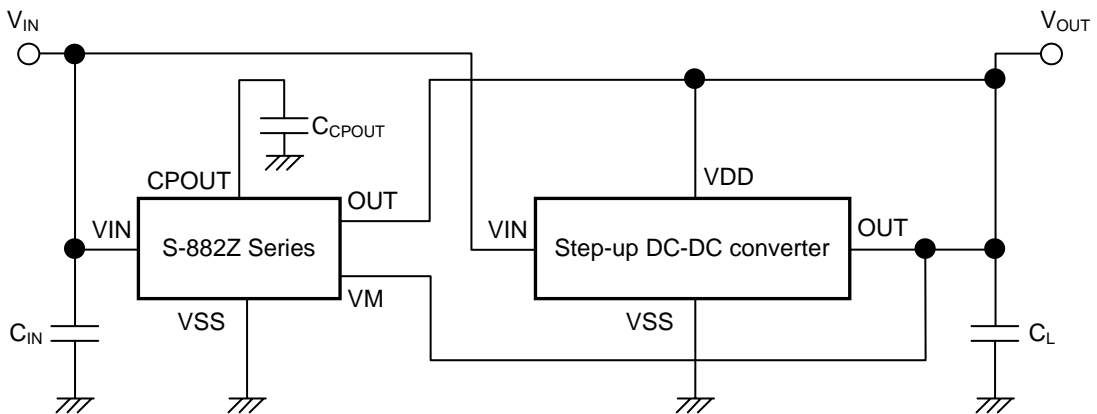 VIN
VOUT
CCPOUT
CPOUT
OUT
VDD
VIN
S-882Z Series
VIN
Step-up DC-DC converter
OUT
VM
VSS
VSS
CIN
CL